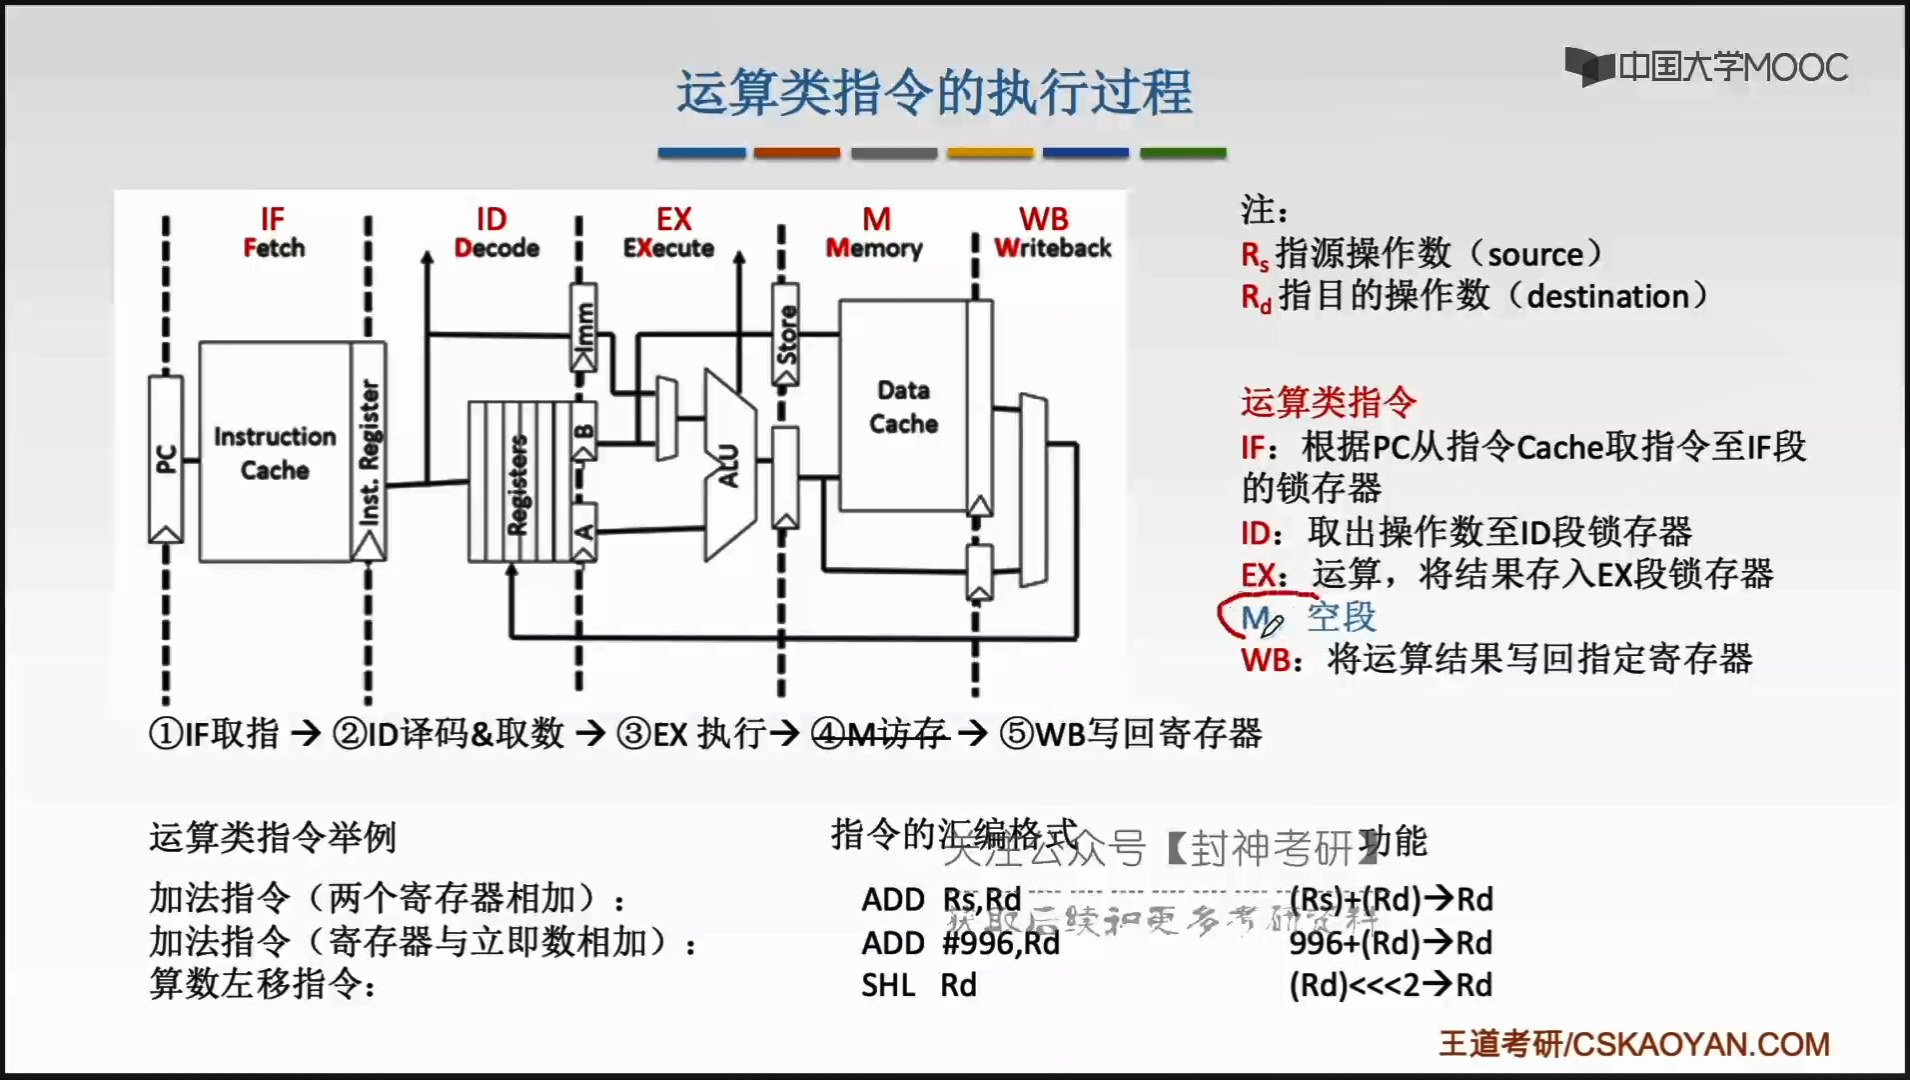 中国大学MOOC
运算类指令的执行过程
IF
Fetch
ID
Decode
EX
EXecute
M
Memory
WB
Writeback
PC
Instruction
Cache
Inst. Register
Registers
Imm
B
A
ALU
Store
Data
Cache
注：
Rs 指源操作数（source）
Rd 指目的操作数（destination）
运算类指令
IF：根据PC从指令Cache取指令至IF段
的锁存器
ID：取出操作数至ID段锁存器
EX：运算，将结果存入EX段锁存器
M 空段
WB：将运算结果写回指定寄存器
①IF取指 → ②ID译码&取数 → ③EX 执行→ ④M访存 → ⑤WB写回寄存器
运算类指令举例 指令的汇编格式 功能
关注公众号【封神考研】
加法指令（两个寄存器相加）： ADD Rs,Rd (Rs)+(Rd)→Rd
获取后续和更多考研资料
加法指令（寄存器与立即数相加）： ADD #996,Rd 996+(Rd)→Rd
算数左移指令： SHL Rd (Rd)<<<2→Rd
王道考研/CSKAOYAN.COM